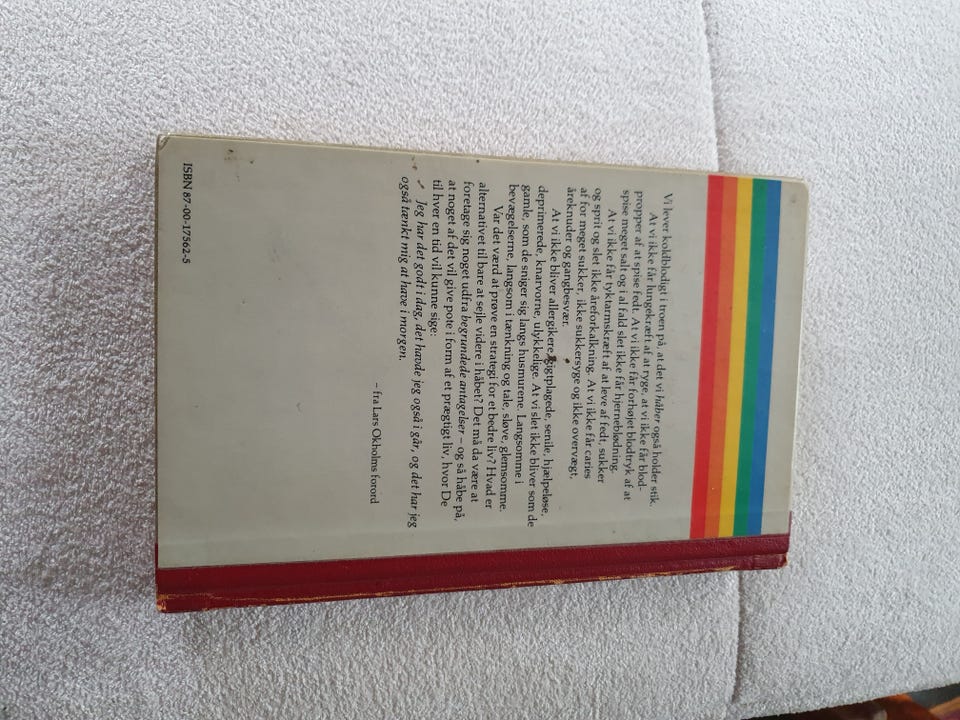 Vi lever koldblodigt i troen på, at det vi håber også holder stik.
At vi ikke får lungekræft af at ryge, at vi ikke får blod-
propper af at spise fedt. At vi ikke får forhøjet blodtryk af at
spise meget salt og i al fald slet ikke får hjerneblødning.
At vi ikke får tyktarmskræft af at leve af fedt, sukker
og sprit og slet ikke åreforkalkning. At vi ikke får caries
af for meget sukker, ikke sukkersyge og ikke overvægt,
åreknuder og gangbesvær.
At vi ikke bliver allergikere, gigtplagede, senile, hjælpeløse,
deprimerede, knarvorne, ulykkelige. At vi slet ikke bliver som de
gamle, som de sniger sig langs husmurene. Langsomme i
bevægelserne, langsom i tænkning og tale, sløve, glemsomme.
Var det værd at prøve en strategi for et bedre liv? Hvad er
alternativet til bare at sejle videre i håbet? Det må da være at
foretage sig noget udfra begrundede antagelser – og så håbe på,
at noget af det vil give pote i form af et prægtigt liv, hvor De
til hver en tid vil kunne sige:
– Jeg har det godt i dag, det havde jeg også i går, og det har jeg
også tænkt mig at have i morgen.
– fra Lars Okholms forord
ISBN 87-00-17562-5